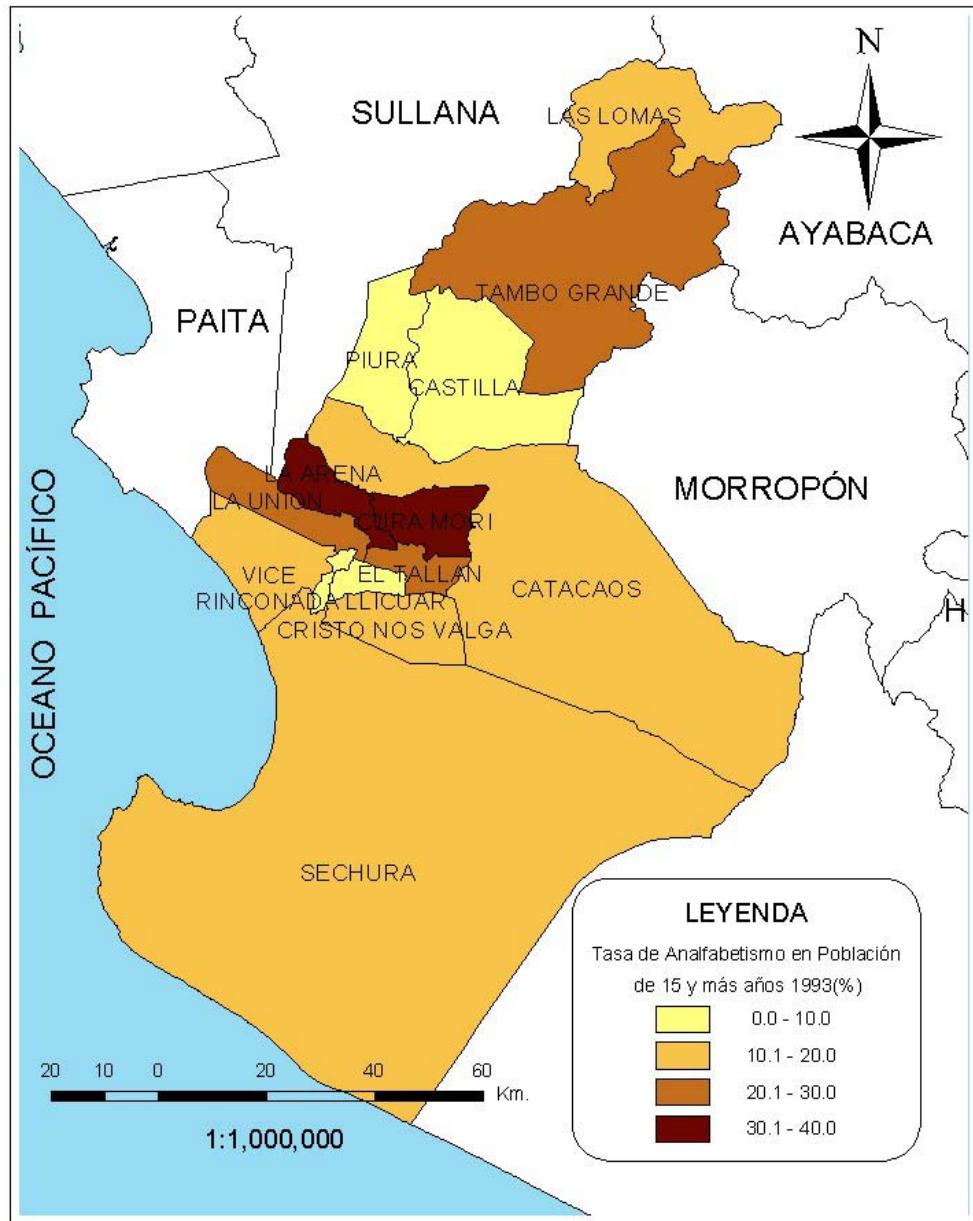 N
SULLANA
LAS LOMAS
AYABACA
TAMBO GRANDE
PAITA
PIURA
CASTILLA
LA ARENA
MORROPÓN
LA UNION
CURA MORI
VICE
EL TALLAN
CATACAOS
RINCONADA LLICUAR
H
CRISTO NOS VALGA
OCEANO PACÍFICO
SECHURA
LEYENDA
Tasa de Analfabetismo en Población
de 15 y más años 1993(%)
0.0 - 10.0
10.1 - 20.0
20.1 - 30.0
30.1 - 40.0
20 10 0 20 40 60
Km.
1:1,000,000